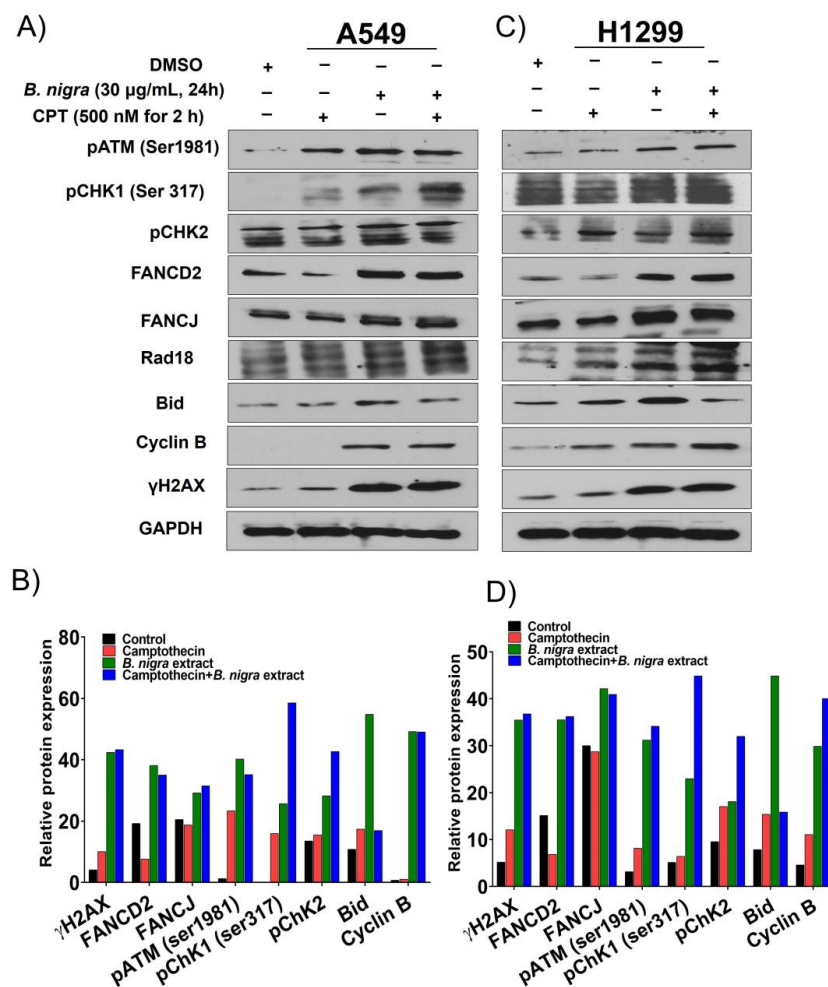 A)
A549
DMSO + – – –
B. nigra (30 µg/mL, 24h) – – + +
CPT (500 nM for 2 h) – + – +
pATM (Ser1981)
pCHK1 (Ser 317)
pCHK2
FANCD2
FANCJ
Rad18
Bid
Cyclin B
γH2AX
GAPDH
C)
H1299
+ – – –
– – + +
– + – +
B)
Control
Camptothecin
B. nigra extract
Camptothecin+B. nigra extract
Relative protein expression
80
60
40
20
0
γH2AX
FANCD2
FANCJ
pATM (ser1981)
pChK1 (ser317)
pChK2
Bid
Cyclin B
D)
Control
Camptothecin
B. nigra extract
Camptothecin+B. nigra extract
Relative protein expression
50
40
30
20
10
0
γH2AX
FANCD2
FANCJ
pATM (ser1981)
pChK1 (ser317)
pChK2
Bid
Cyclin B